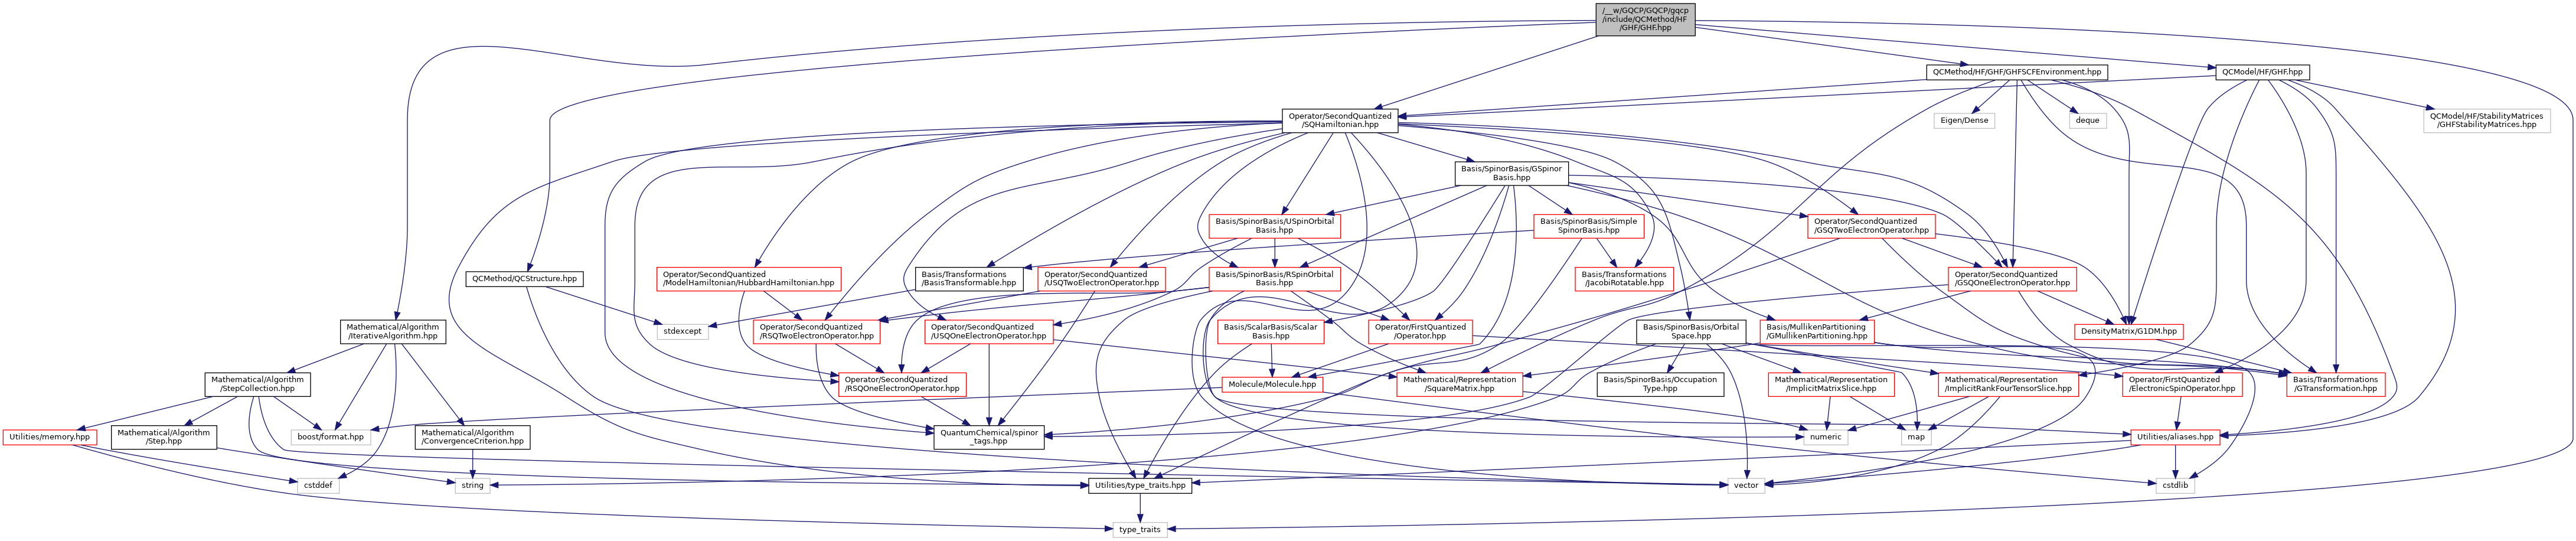 /__w/GQCP/GQCP/gqcp
/include/QCMethod/HF
/GHF/GHF.hpp
QCMethod/HF/GHF/GHFSCFEnvironment.hpp
QCModel/HF/GHF.hpp
Operator/SecondQuantized
/SQHamiltonian.hpp
Eigen/Dense
deque
QCModel/HF/StabilityMatrices
/GHFStabilityMatrices.hpp
Basis/SpinorBasis/GSpinor
Basis.hpp
Basis/SpinorBasis/USpinOrbital
Basis.hpp
Basis/SpinorBasis/Simple
SpinorBasis.hpp
Operator/SecondQuantized
/GSQTwoElectronOperator.hpp
QCMethod/QCStructure.hpp
Operator/SecondQuantized
/ModelHamiltonian/HubbardHamiltonian.hpp
Basis/Transformations
/BasisTransformable.hpp
Operator/SecondQuantized
/USQTwoElectronOperator.hpp
Basis/SpinorBasis/RSpinOrbital
Basis.hpp
Basis/Transformations
/JacobiRotatable.hpp
Operator/SecondQuantized
/GSQOneElectronOperator.hpp
Mathematical/Algorithm
/IterativeAlgorithm.hpp
stdexcept
Operator/SecondQuantized
/RSQTwoElectronOperator.hpp
Operator/SecondQuantized
/USQOneElectronOperator.hpp
Basis/ScalarBasis/Scalar
Basis.hpp
Operator/FirstQuantized
/Operator.hpp
Basis/SpinorBasis/Orbital
Space.hpp
Basis/MullikenPartitioning
/GMullikenPartitioning.hpp
DensityMatrix/G1DM.hpp
Mathematical/Algorithm
/StepCollection.hpp
Operator/SecondQuantized
/RSQOneElectronOperator.hpp
Molecule/Molecule.hpp
Mathematical/Representation
/SquareMatrix.hpp
Basis/SpinorBasis/Occupation
Type.hpp
Mathematical/Representation
/ImplicitMatrixSlice.hpp
Mathematical/Representation
/ImplicitRankFourTensorSlice.hpp
Operator/FirstQuantized
/ElectronicSpinOperator.hpp
Basis/Transformations
/GTransformation.hpp
Utilities/memory.hpp
Mathematical/Algorithm
/Step.hpp
boost/format.hpp
Mathematical/Algorithm
/ConvergenceCriterion.hpp
QuantumChemical/spinor
_tags.hpp
numeric
map
Utilities/aliases.hpp
cstddef
string
Utilities/type_traits.hpp
vector
cstdlib
type_traits